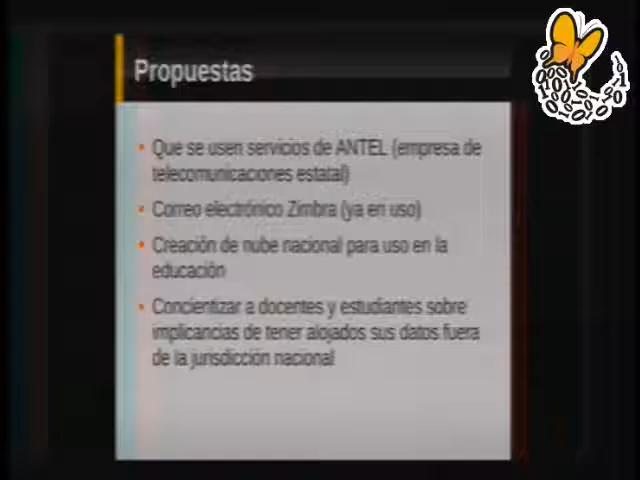 Propuestas
• Que se usen servicios de ANTEL (empresa de
telecomunicaciones estatal)
• Correo electrónico Zimbra (ya en uso)
• Creación de nube nacional para uso en la
educación
• Concientizar a docentes y estudiantes sobre
implicancias de tener alojados sus datos fuera
de la jurisdicción nacional